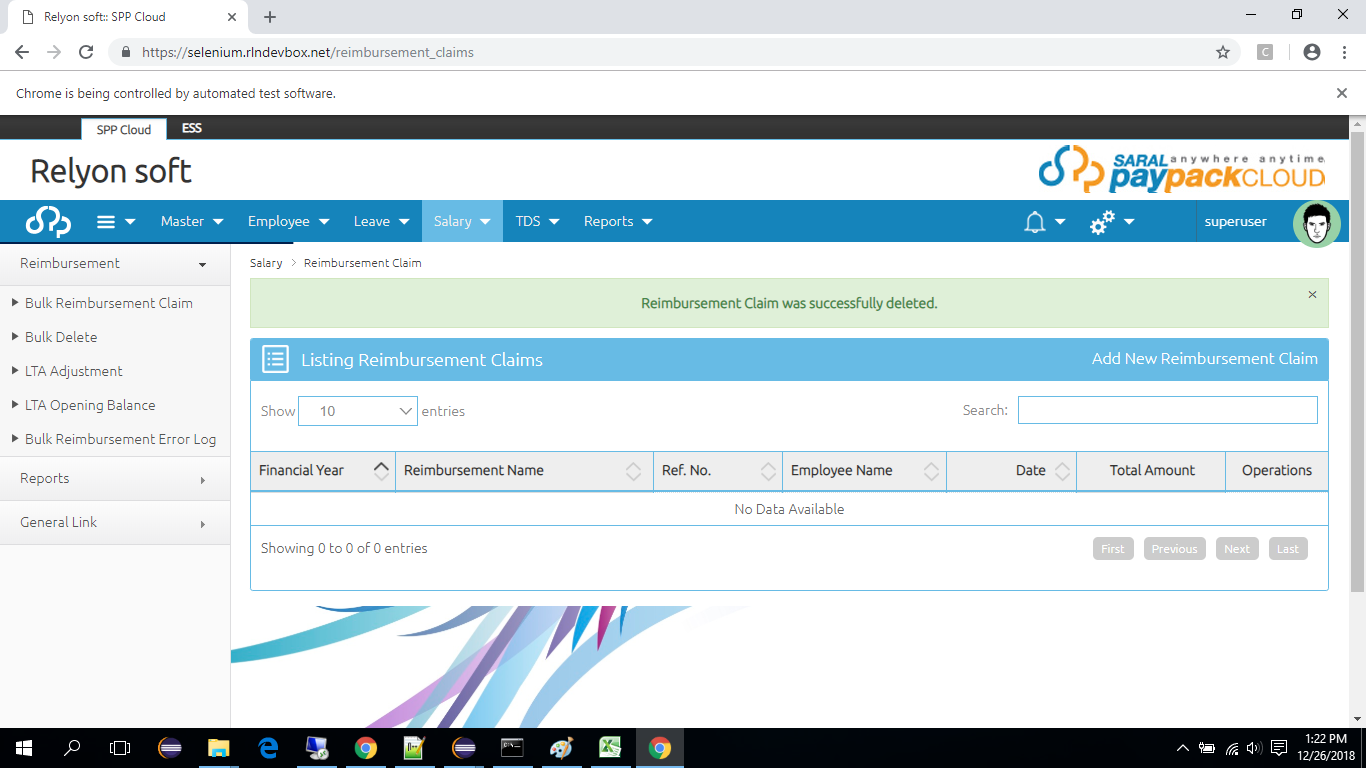 Relyon soft:: SPP Cloud
https://selenium.rlndevbox.net/reimbursement_claims
C
Chrome is being controlled by automated test software.
SPP Cloud ESS
Relyon soft
SARAL anywhere anytime
paypackCLOUD
Master Employee Leave Salary TDS Reports superuser
Reimbursement
Salary > Reimbursement Claim
Reimbursement Claim was successfully deleted. ×
Bulk Reimbursement Claim
Bulk Delete
LTA Adjustment
LTA Opening Balance
Bulk Reimbursement Error Log
Reports
General Link
Listing Reimbursement Claims Add New Reimbursement Claim
Show 10 entries Search:
Financial Year Reimbursement Name Ref. No. Employee Name Date Total Amount Operations
No Data Available
Showing 0 to 0 of 0 entries First Previous Next Last
1:22 PM
12/26/2018